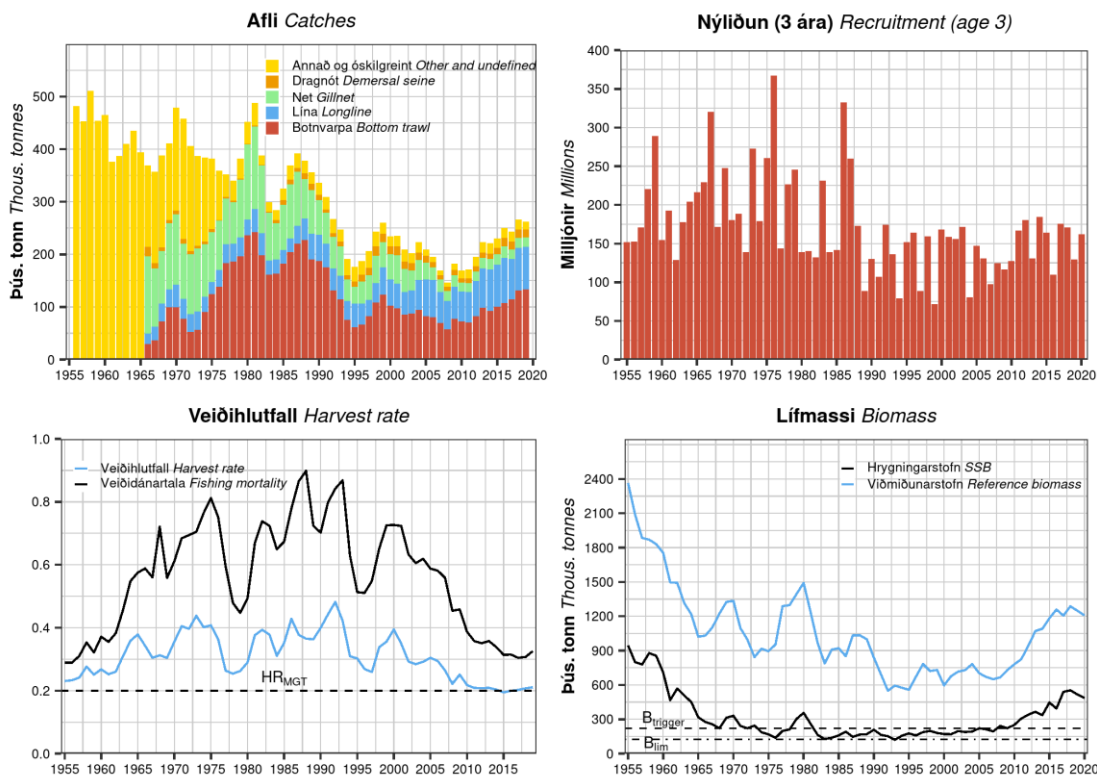 Afli Catches
Þús. tonn Thous. tonnes
500
400
300
200
100
0
1955 1960 1965 1970 1975 1980 1985 1990 1995 2000 2005 2010 2015 2020
Annað og óskilgreint Other and undefined
Dragnót Demersal seine
Net Gillnet
Lína Longline
Botnvarpa Bottom trawl
Nýliðun (3 ára) Recruitment (age 3)
Milljónir Millions
400
350
300
250
200
150
100
50
0
1955 1960 1965 1970 1975 1980 1985 1990 1995 2000 2005 2010 2015 2020
Veiðihlutfall Harvest rate
1.0
0.8
0.6
0.4
0.2
0.0
Veiðihlutfall Harvest rate
Veiðidánartala Fishing mortality
HRMGT
1955 1960 1965 1970 1975 1980 1985 1990 1995 2000 2005 2010 2015
Lífmassi Biomass
Þús. tonn Thous. tonnes
2400
2100
1800
1500
1200
900
600
300
0
Hrygningarstofn SSB
Viðmiðunarstofn Reference biomass
Btrigger
Blim
1955 1960 1965 1970 1975 1980 1985 1990 1995 2000 2005 2010 2015 2020